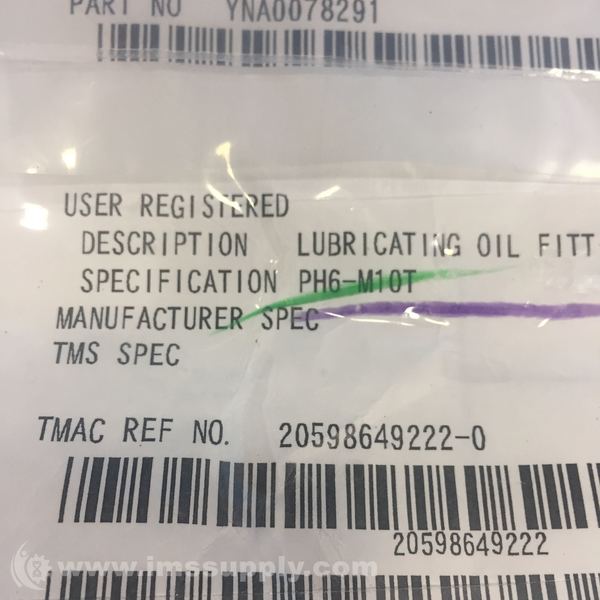 PART NO YNA0078291
USER REGISTERED
DESCRIPTION LUBRICATING OIL FITT
SPECIFICATION PH6-M10T
MANUFACTURER SPEC
TMS SPEC
TMAC REF NO. 20598649222-0
20598649222
www.imssupply.com